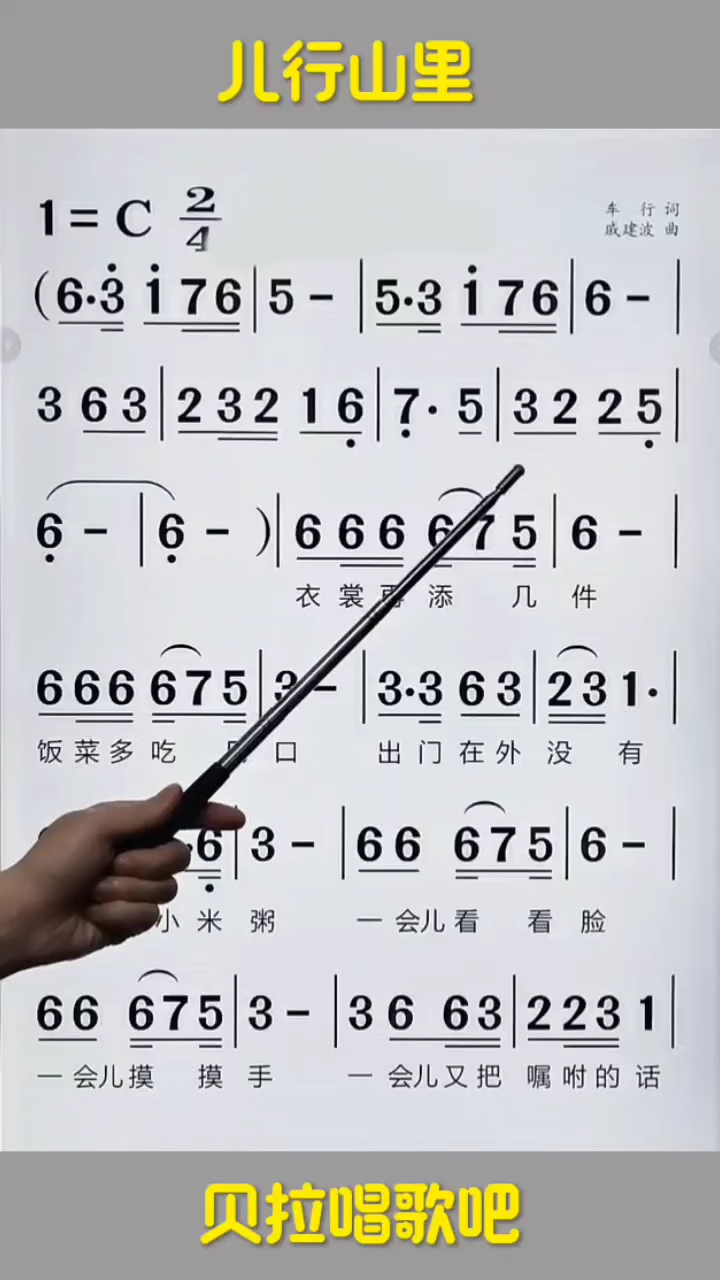 儿行山里
1=C 2/4
车 行 词
戚建波 曲
(6·3 1 76|5 -|5·3 1 76|6 -|
3 63|232 16|7· 5|32 25|
6 -|6 -)|666 675|6 -|
衣裳 添 几件
666 675|3 -|3·3 63|23 1·|
饭菜多吃 口 出门在外没有
6|3 -|66 675|6 -|
小米粥 一会儿看看脸
66 675|3 -|36 63|223 1|
一会儿摸摸手 一会儿又把嘱咐的话
贝拉唱歌吧